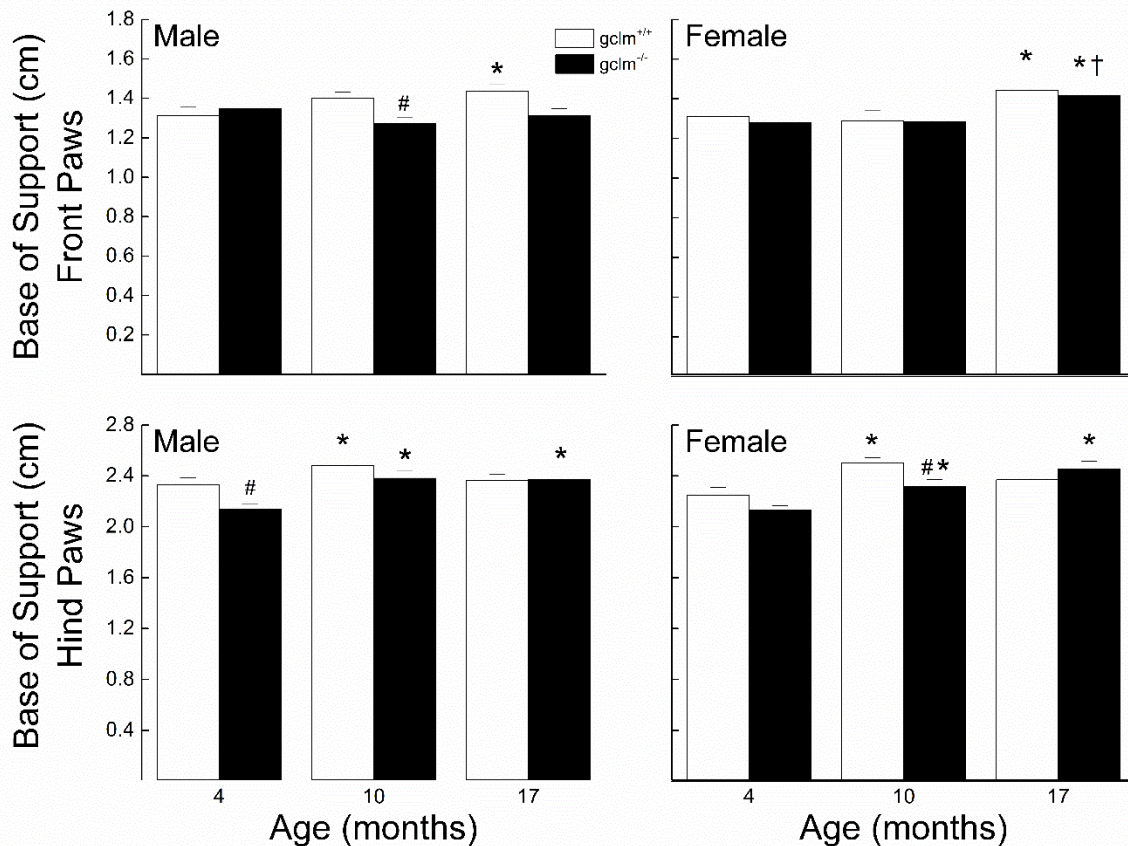 Base of Support (cm)
Front Paws
1.8
1.6
1.4
1.2
1.0
0.8
0.6
0.4
0.2
Male
gclm+/+
gclm-/-
#
*
Female
*
*†
Base of Support (cm)
Hind Paws
2.8
2.4
2.0
1.6
1.2
0.8
0.4
Male
#
*
*
*
Female
*
#*
*
4
10
17
4
10
17
Age (months)
Age (months)